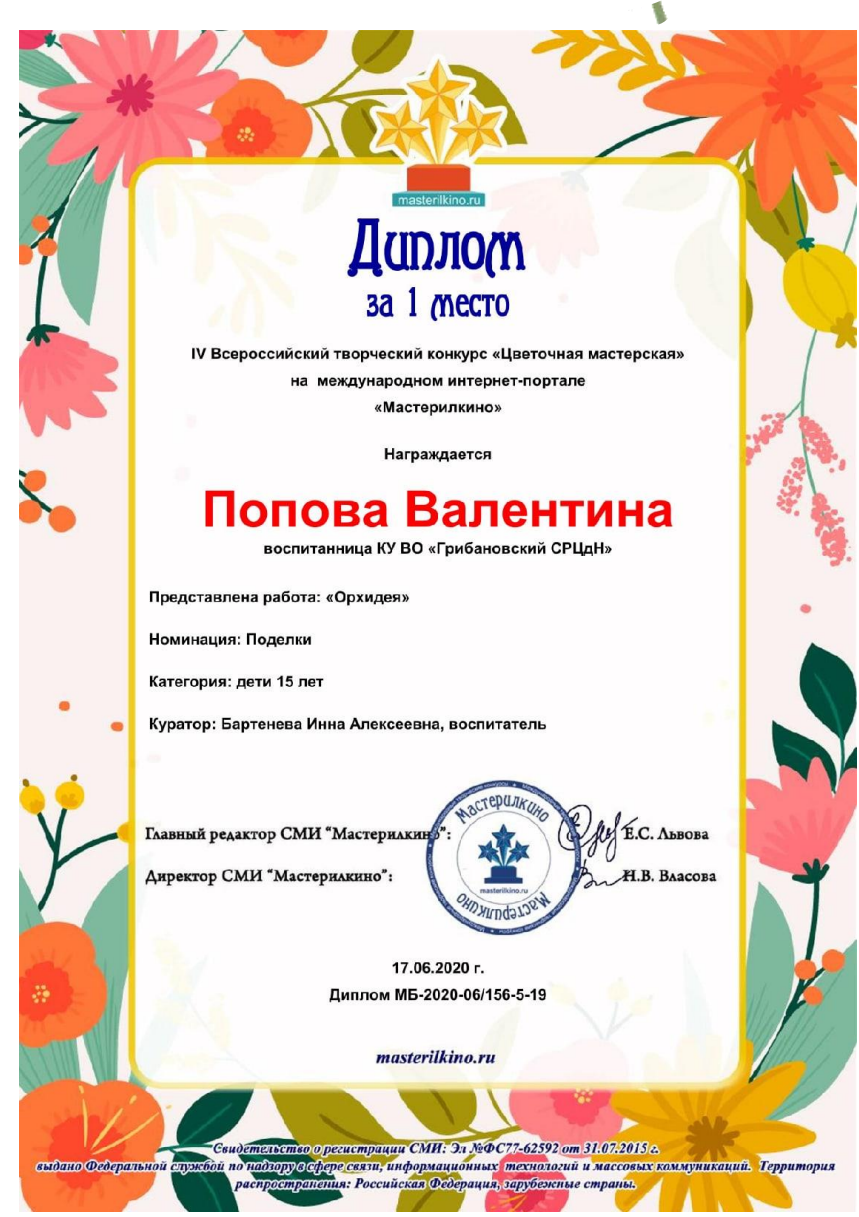 masterilkino.ru
Диплом
за 1 место
IV Всероссийский творческий конкурс «Цветочная мастерская»
на международном интернет-портале
«Мастерилкино»
Награждается
Попова Валентина
воспитанница КУ ВО «Грибановский СРЦдН»
Представлена работа: «Орхидея»
Номинация: Поделки
Категория: дети 15 лет
Куратор: Бартенева Инна Алексеевна, воспитатель
Главный редактор СМИ "Мастерилкино": Е.С. Львова
Директор СМИ "Мастерилкино": Н.В. Власова
Мастерилкино
masterilkino.ru
Мастерилкино
17.06.2020 г.
Диплом МБ-2020-06/156-5-19
masterilkino.ru
Свидетельство о регистрации СМИ: Эл №ФС77-62592 от 31.07.2015 г.
выдано Федеральной службой по надзору в сфере связи, информационных технологий и массовых коммуникаций. Территория
распространения: Российская Федерация, зарубежные страны.